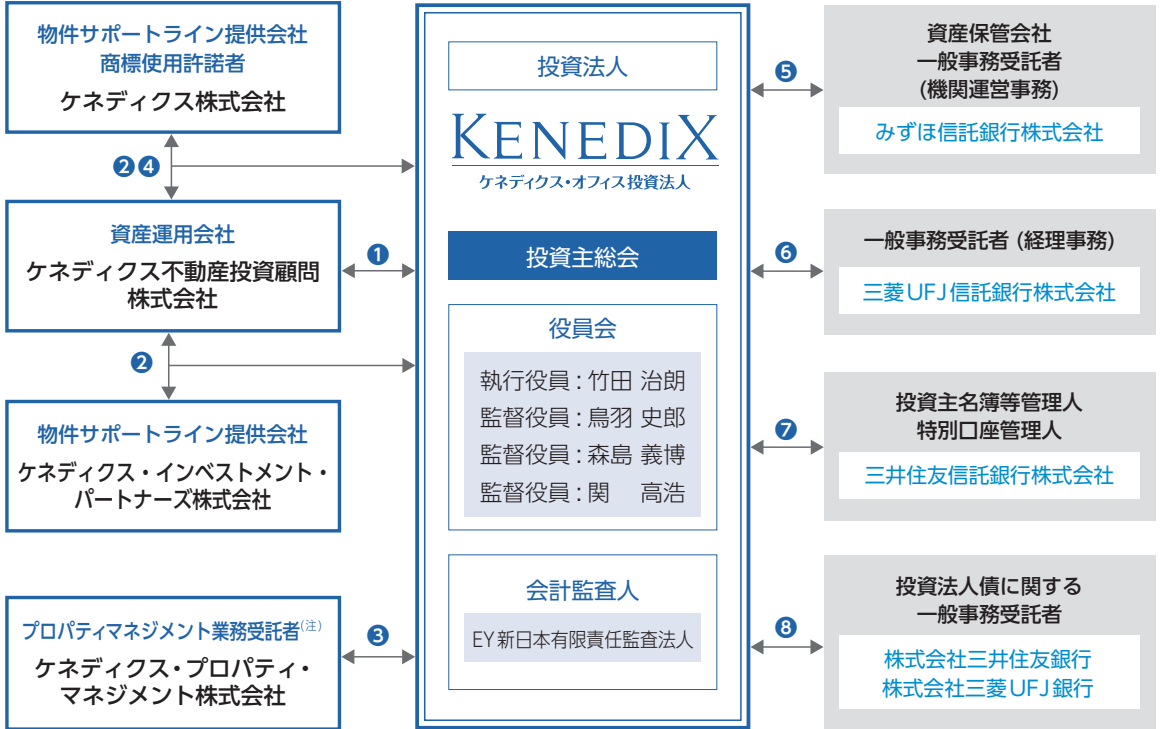 物件サポートライン提供会社
商標使用許諾者
ケネディクス株式会社
❷❹
資産運用会社
ケネディクス不動産投資顧問
株式会社
❶
❷
物件サポートライン提供会社
ケネディクス・インベストメント・
パートナーズ株式会社
プロパティマネジメント業務受託者(注)
ケネディクス・プロパティ・
マネジメント株式会社
❸
投資法人
KENEDIX
ケネディクス・オフィス投資法人
投資主総会
役員会
執行役員:竹田 治朗
監督役員:鳥羽 史郎
監督役員:森島 義博
監督役員:関　高浩
会計監査人
EY新日本有限責任監査法人
❺
資産保管会社
一般事務受託者
(機関運営事務)
みずほ信託銀行株式会社
❻
一般事務受託者 (経理事務)
三菱UFJ信託銀行株式会社
❼
投資主名簿等管理人
特別口座管理人
三井住友信託銀行株式会社
❽
投資法人債に関する
一般事務受託者
株式会社三井住友銀行
株式会社三菱UFJ銀行